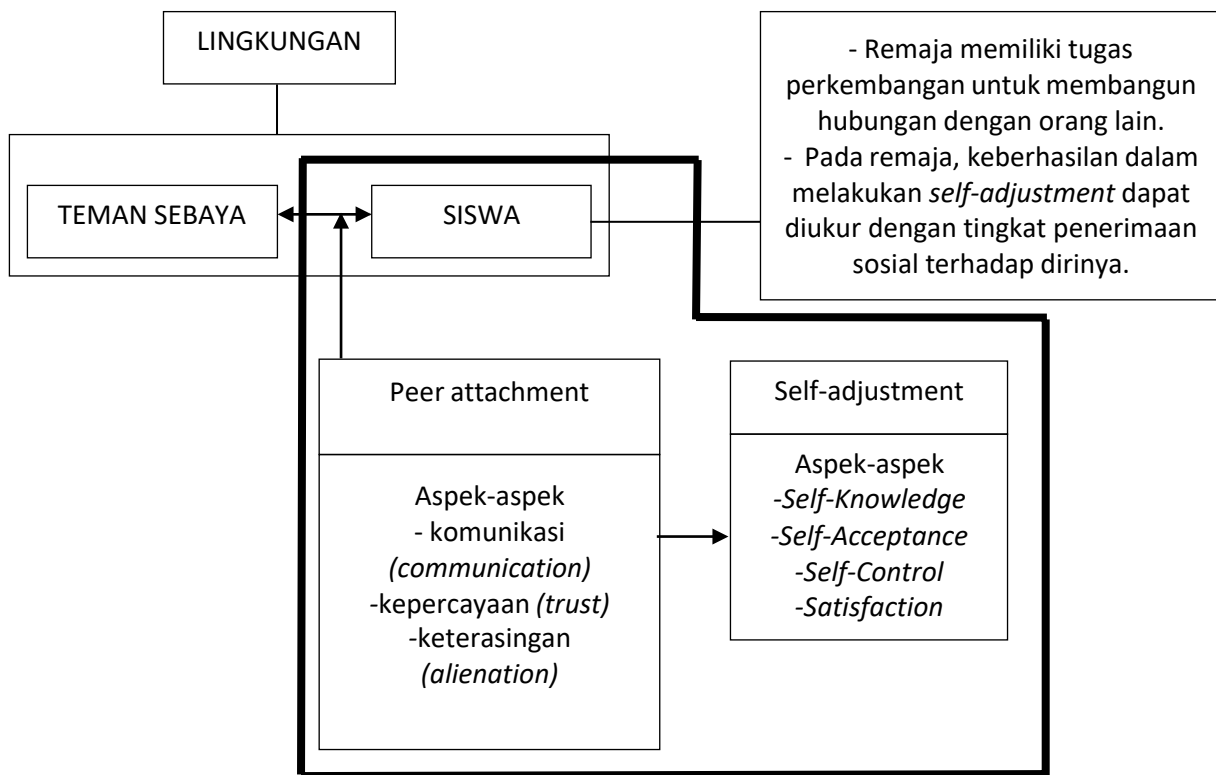 LINGKUNGAN
- Remaja memiliki tugas
perkembangan untuk membangun
hubungan dengan orang lain.
- Pada remaja, keberhasilan dalam
melakukan self-adjustment dapat
diukur dengan tingkat penerimaan
sosial terhadap dirinya.
TEMAN SEBAYA
SISWA
Peer attachment
Aspek-aspek
- komunikasi
(communication)
-kepercayaan (trust)
-keterasingan
(alienation)
Self-adjustment
Aspek-aspek
-Self-Knowledge
-Self-Acceptance
-Self-Control
-Satisfaction